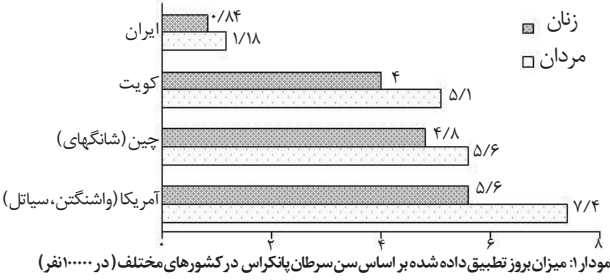 زنان
مردان
ایران
۰/۸۴
۱/۱۸
کویت
۴
۵/۱
چین (شانگهای)
۴/۸
۵/۶
آمریکا (واشنگتن، سیاتل)
۵/۶
۷/۴
۰ ۲ ۴ ۶ ۸
مودار ۱: میزان بروز تطبیق داده شده بر اساس سن سرطان پانکراس در کشورهای مختلف (در ۱۰۰۰۰۰ نفر)